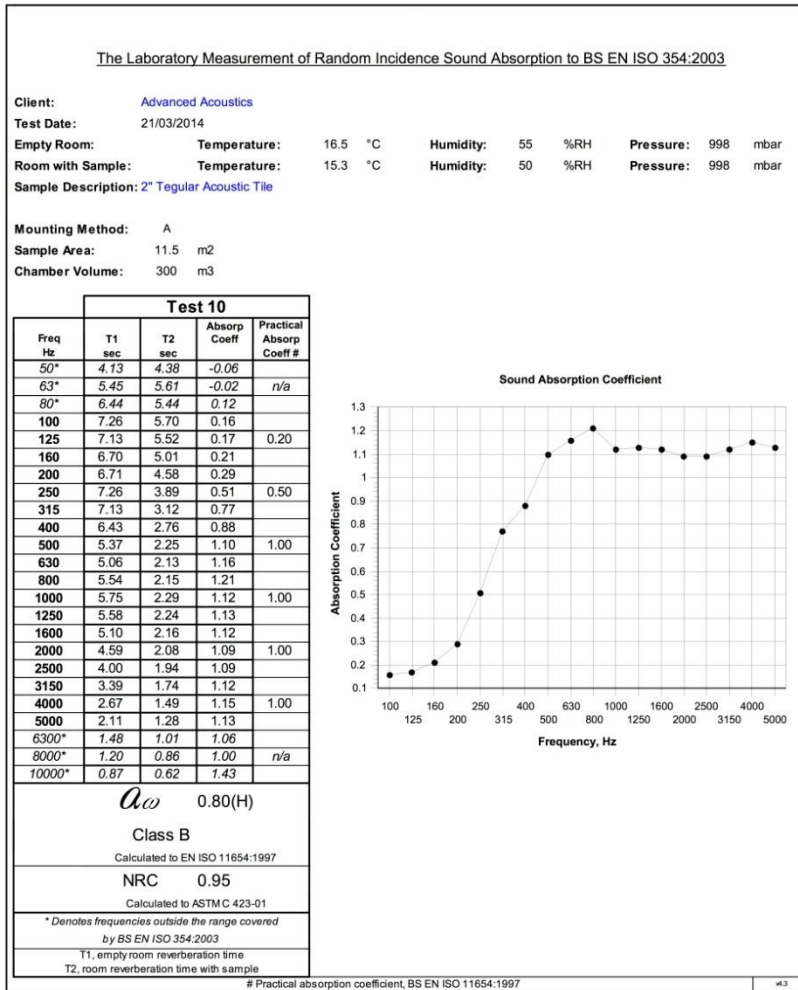 The Laboratory Measurement of Random Incidence Sound Absorption to BS EN ISO 354:2003
Client: Advanced Acoustics
Test Date: 21/03/2014
Empty Room: Temperature: 16.5 °C Humidity: 55 %RH Pressure: 998 mbar
Room with Sample: Temperature: 15.3 °C Humidity: 50 %RH Pressure: 998 mbar
Sample Description: 2" Tegular Acoustic Tile
Mounting Method: A
Sample Area: 11.5 m2
Chamber Volume: 300 m3
Test 10
Freq Hz T1 sec T2 sec Absorp Coeff Practical Absorp Coeff #
50* 4.13 4.38 -0.06
63* 5.45 5.61 -0.02 n/a
80* 6.44 5.44 0.12
100 7.26 5.70 0.16
125 7.13 5.52 0.17 0.20
160 6.70 5.01 0.21
200 6.71 4.58 0.29
250 7.26 3.89 0.51 0.50
315 7.13 3.12 0.77
400 6.43 2.76 0.88
500 5.37 2.25 1.10 1.00
630 5.06 2.13 1.16
800 5.54 2.15 1.21
1000 5.75 2.29 1.12 1.00
1250 5.58 2.24 1.13
1600 5.10 2.16 1.12
2000 4.59 2.08 1.09 1.00
2500 4.00 1.94 1.09
3150 3.39 1.74 1.12
4000 2.67 1.49 1.15 1.00
5000 2.11 1.28 1.13
6300* 1.48 1.01 1.06
8000* 1.20 0.86 1.00 n/a
10000* 0.87 0.62 1.43
aω 0.80(H)
Class B
Calculated to EN ISO 11654:1997
NRC 0.95
Calculated to ASTM C 423-01
* Denotes frequencies outside the range covered
by BS EN ISO 354:2003
T1, empty room reverberation time
T2, room reverberation time with sample
Sound Absorption Coefficient
Absorption Coefficient
1.3
1.2
1.1
1
0.9
0.8
0.7
0.6
0.5
0.4
0.3
0.2
0.1
100 160 250 400 630 1000 1600 2500 4000
125 200 315 500 800 1250 2000 3150 5000
Frequency, Hz
# Practical absorption coefficient, BS EN ISO 11654:1997
v4.3